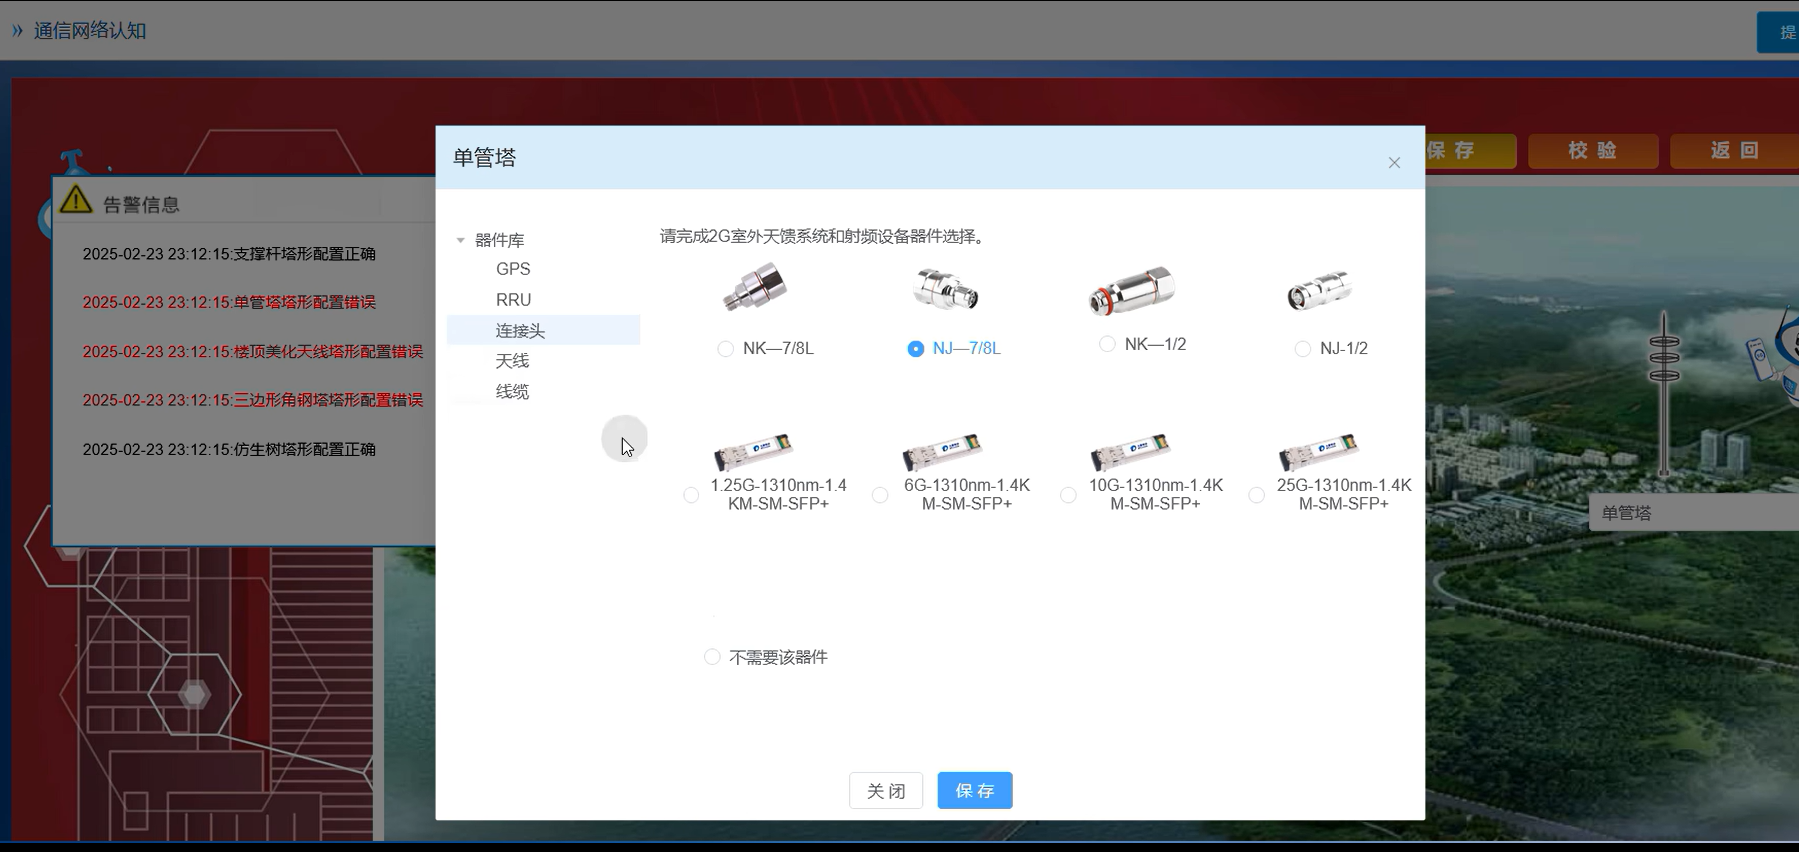 » 通信网络认知
提
保 存
校 验
返 回
告警信息
2025-02-23 23:12:15:支撑杆塔形配置正确
2025-02-23 23:12:15:单管塔塔形配置错误
2025-02-23 23:12:15:楼顶美化天线塔形配置错误
2025-02-23 23:12:15:三边形角钢塔塔形配置错误
2025-02-23 23:12:15:仿生树塔形配置正确
单管塔
器件库
GPS
RRU
连接头
天线
线缆
请完成2G室外天馈系统和射频设备器件选择。
NK—7/8L
NJ—7/8L
NK—1/2
NJ-1/2
1.25G-1310nm-1.4
KM-SM-SFP+
6G-1310nm-1.4K
M-SM-SFP+
10G-1310nm-1.4K
M-SM-SFP+
25G-1310nm-1.4K
M-SM-SFP+
不需要该器件
关 闭
保 存
单管塔